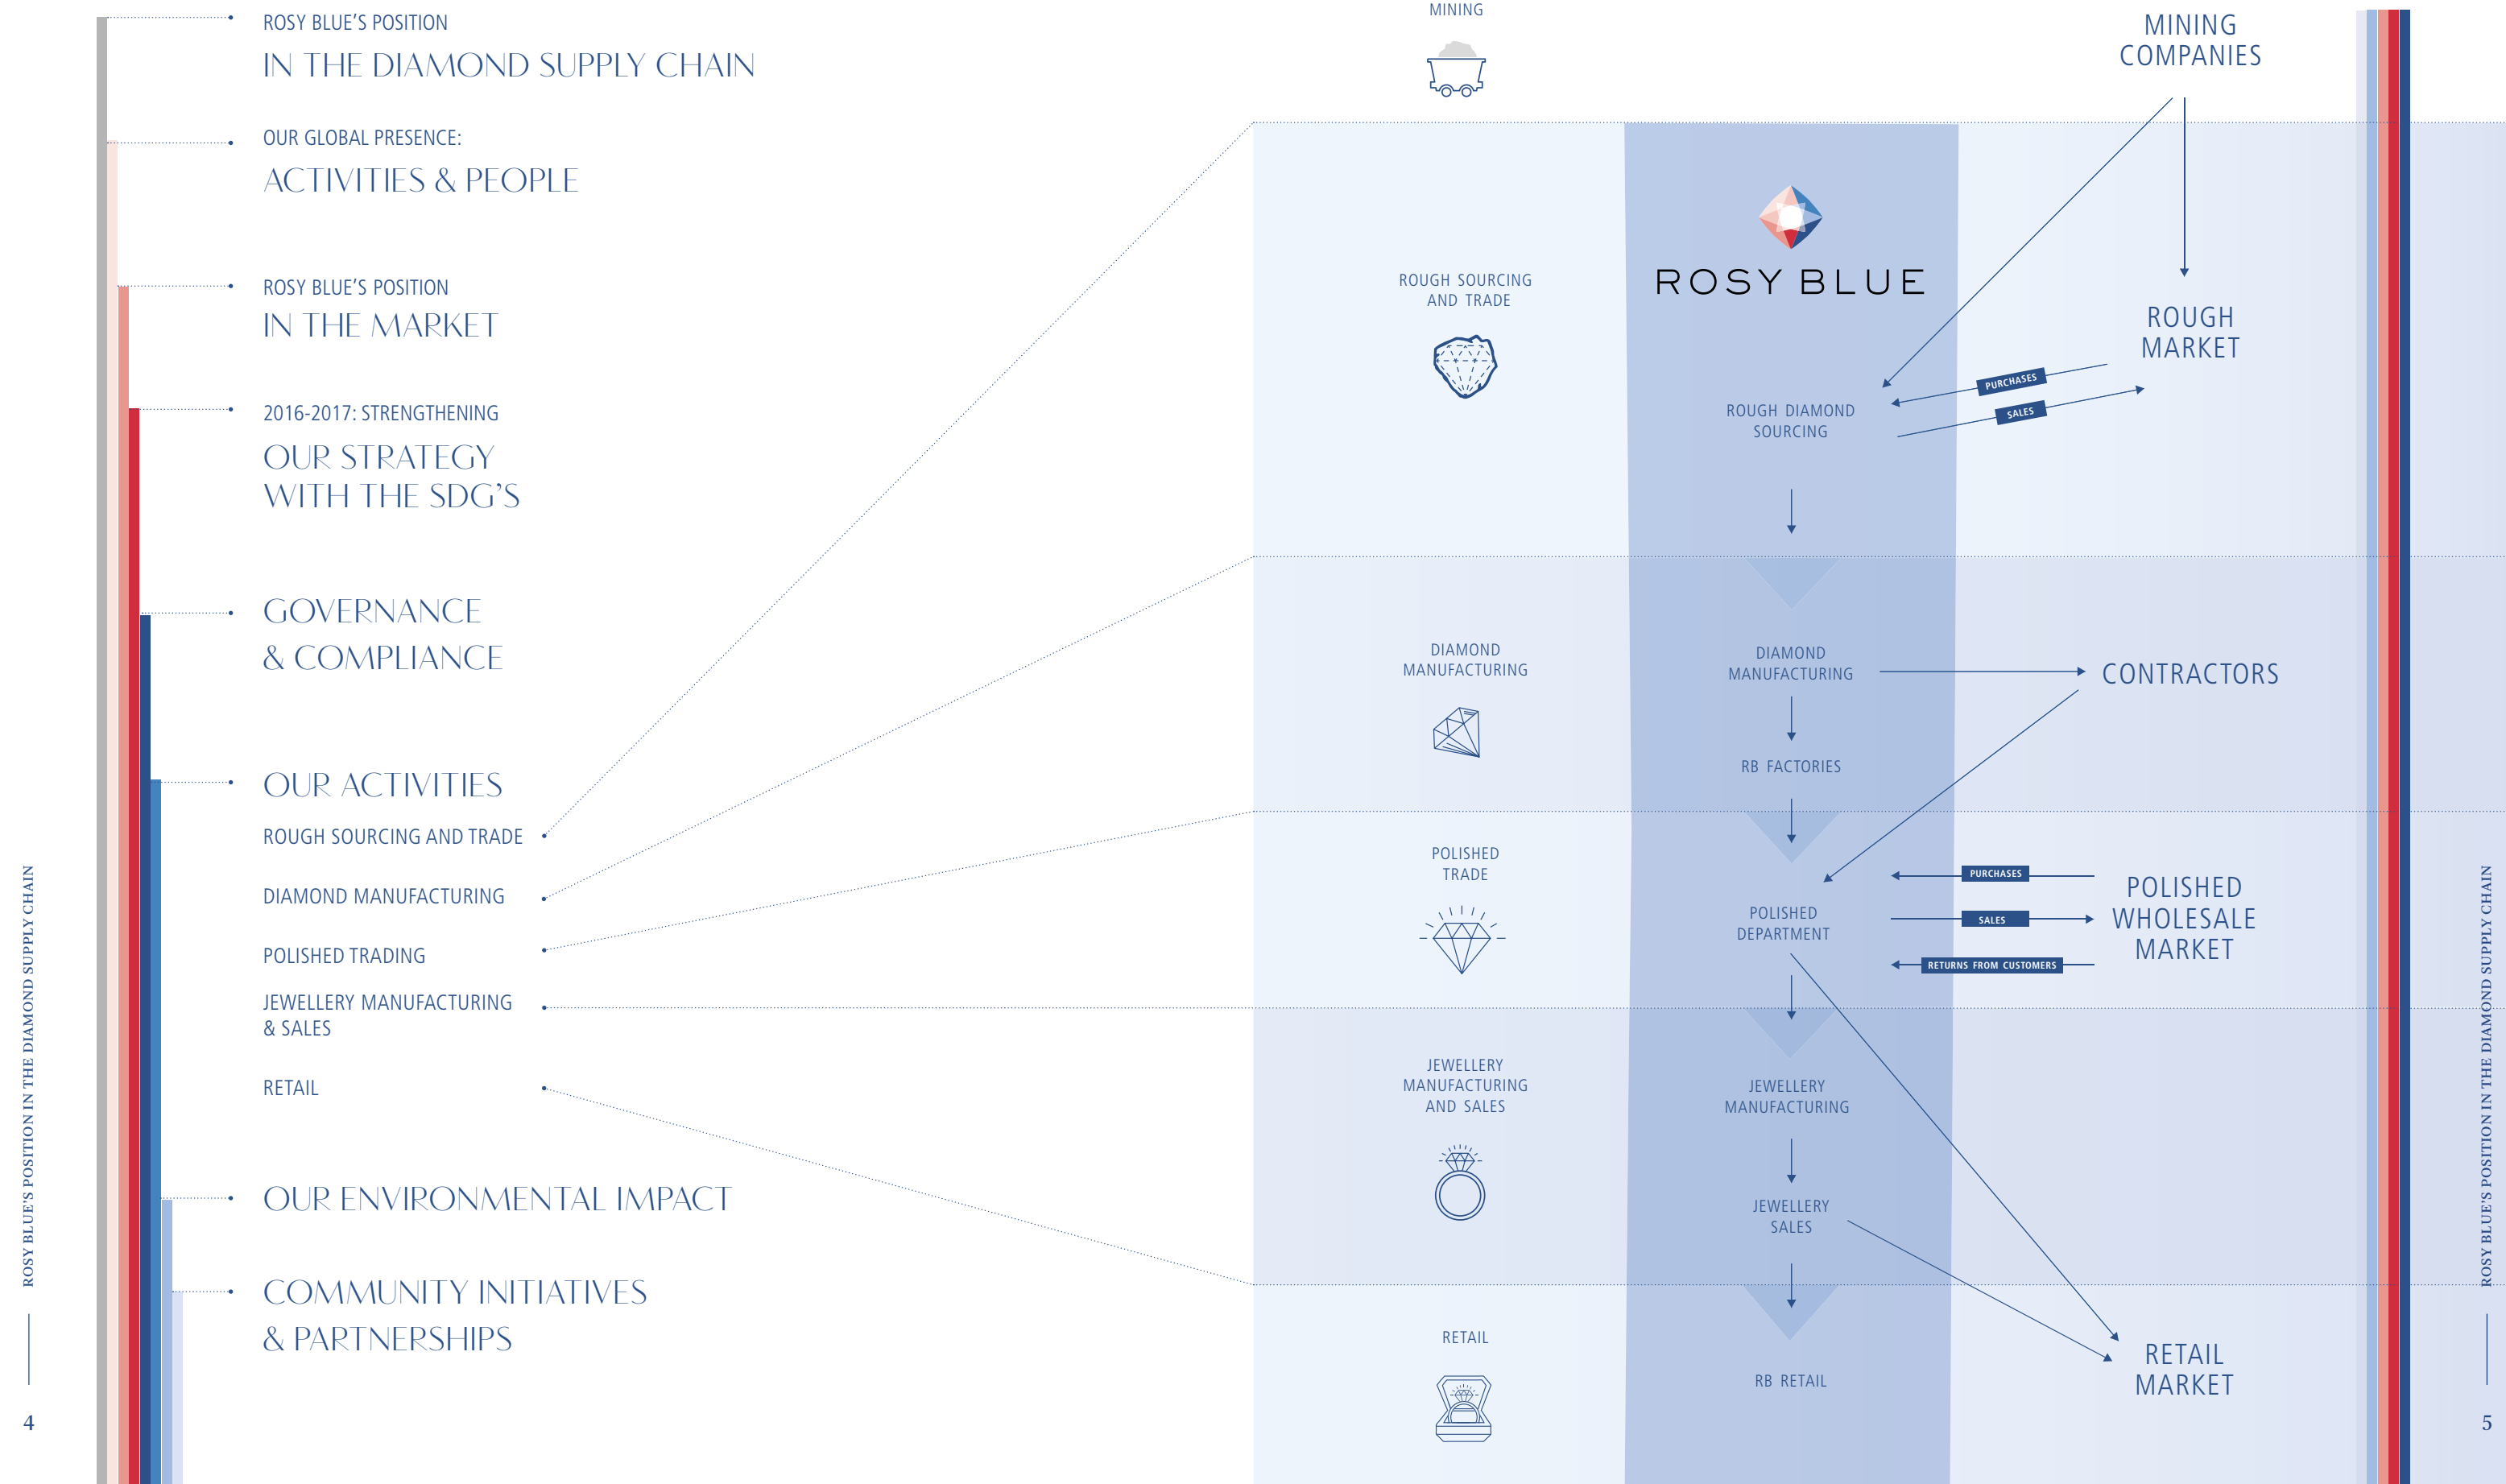 ROSY BLUE'S POSITION
IN THE DIAMOND SUPPLY CHAIN
OUR GLOBAL PRESENCE:
ACTIVITIES & PEOPLE
ROSY BLUE'S POSITION
IN THE MARKET
2016-2017: STRENGTHENING
OUR STRATEGY
WITH THE SDG'S
GOVERNANCE
& COMPLIANCE
OUR ACTIVITIES
ROUGH SOURCING AND TRADE
DIAMOND MANUFACTURING
POLISHED TRADING
JEWELLERY MANUFACTURING
& SALES
RETAIL
OUR ENVIRONMENTAL IMPACT
COMMUNITY INITIATIVES
& PARTNERSHIPS
ROSY BLUE'S POSITION IN THE DIAMOND SUPPLY CHAIN
4
MINING
ROUGH SOURCING
AND TRADE
DIAMOND
MANUFACTURING
POLISHED
TRADE
JEWELLERY
MANUFACTURING
AND SALES
RETAIL
ROSY BLUE
ROUGH DIAMOND
SOURCING
DIAMOND
MANUFACTURING
RB FACTORIES
POLISHED
DEPARTMENT
JEWELLERY
MANUFACTURING
JEWELLERY
SALES
RB RETAIL
MINING
COMPANIES
ROUGH
MARKET
PURCHASES
SALES
CONTRACTORS
PURCHASES
SALES
RETURNS FROM CUSTOMERS
POLISHED
WHOLESALE
MARKET
RETAIL
MARKET
ROSY BLUE'S POSITION IN THE DIAMOND SUPPLY CHAIN
5